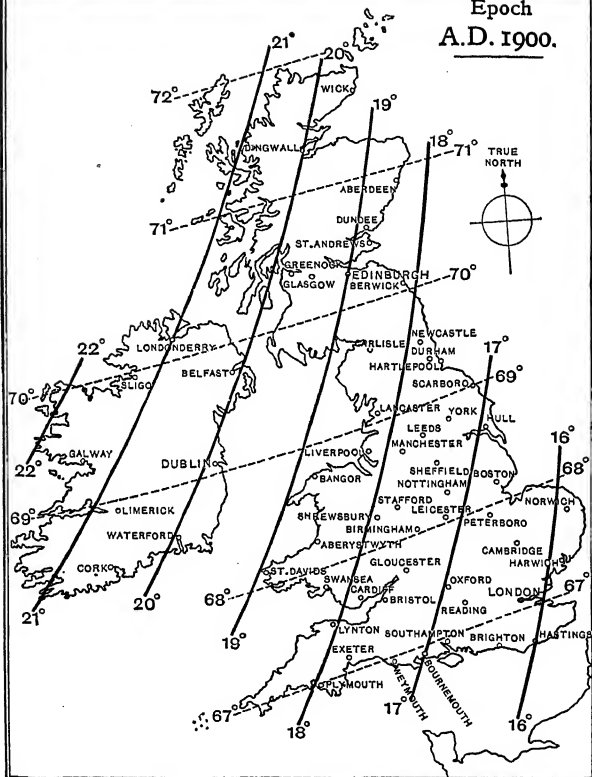 Epoch
A.D. 1900.
21°
20°
72°
WICK
19°
18°
TRUE
NORTH
DINGWALL
71°
ABERDEEN
71°
DUNDEE
ST. ANDREWS
GREENOCK
EDINBURGH
70°
GLASGOW
BERWICK
NEWCASTLE
CARLISLE
DURHAM
17°
LONDONDERRY
22°
HARTLEPOOL
BELFAST
SLIGO
SCARBORO
69°
70°
LANCASTER
YORK
HULL
LEEDS
16°
LIVERPOOL
MANCHESTER
GALWAY
DUBLIN
22°
SHEFFIELD
BOSTON
68°
BANGOR
NOTTINGHAM
STAFFORD
NORWICH
69°
LIMERICK
SHREWSBURY
LEICESTER
PETERBORO
BIRMINGHAM
WATERFORD
ABERYSTWYTH
CAMBRIDGE
HARWICH
CORK
ST. DAVIDS
GLOUCESTER
SWANSEA
OXFORD
67°
LONDON
21°
20°
68°
CARDIFF
BRISTOL
READING
LYNTON
SOUTHAMPTON
BRIGHTON
HASTINGS
19°
EXETER
PLYMOUTH
WEYMOUTH
BOURNEMOUTH
67°
17°
16°
18°